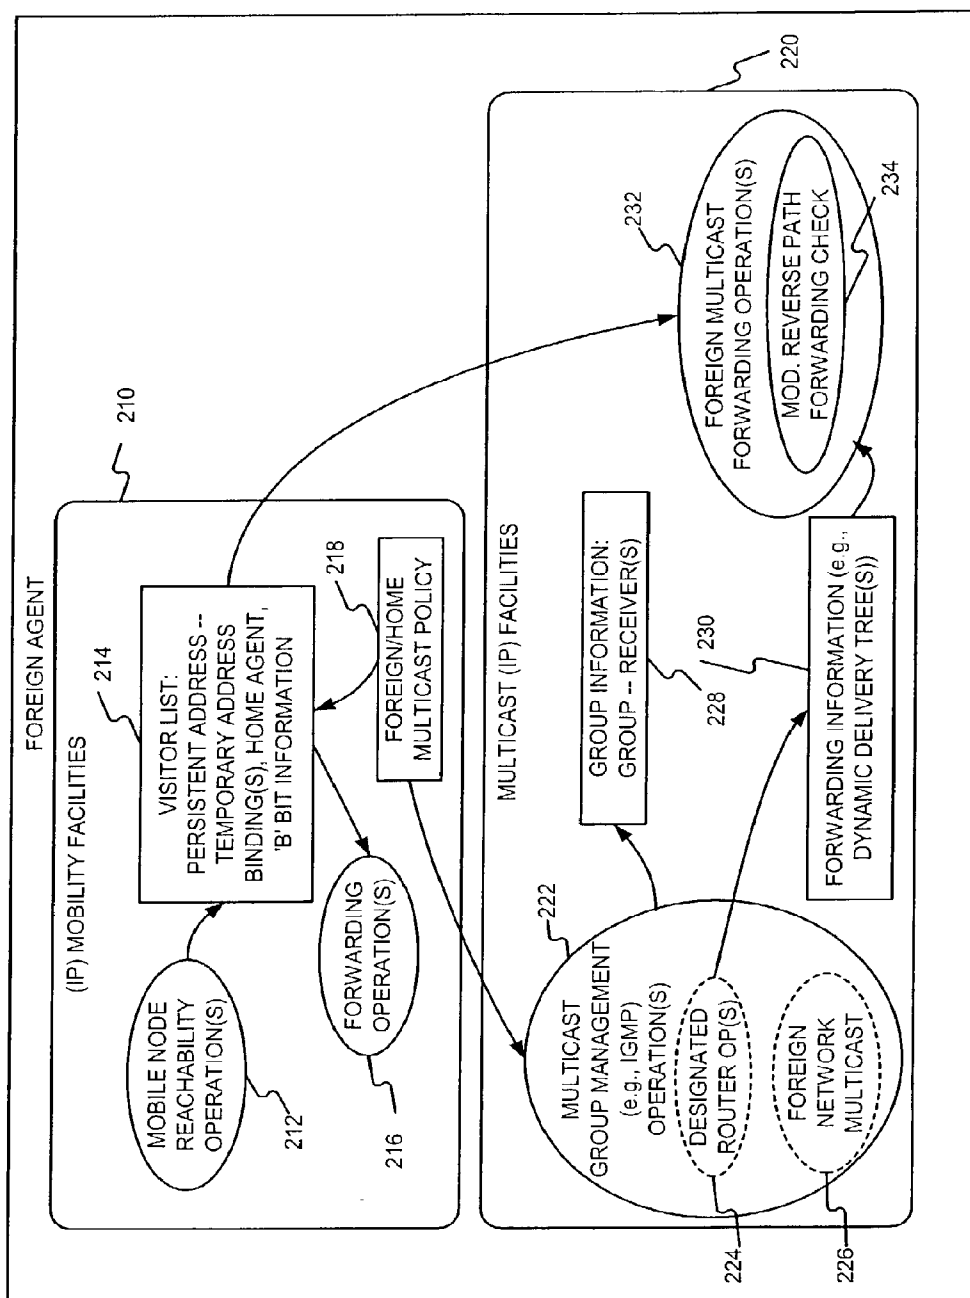 FOREIGN AGENT
(IP) MOBILITY FACILITIES
210
MOBILE NODE
REACHABILITY
OPERATION(S)
212
214
VISITOR LIST:
PERSISTENT ADDRESS --
TEMPORARY ADDRESS
BINDING(S), HOME AGENT,
'B' BIT INFORMATION
FORWARDING
OPERATION(S)
216
218
FOREIGN/HOME
MULTICAST POLICY
MULTICAST (IP) FACILITIES
220
222
MULTICAST
GROUP MANAGEMENT
(e.g., IGMP)
OPERATION(S)
DESIGNATED
ROUTER OP(S)
224
FOREIGN
NETWORK
MULTICAST
226
GROUP INFORMATION:
GROUP -- RECEIVER(S)
228
230
FORWARDING INFORMATION (e.g.,
DYNAMIC DELIVERY TREE(S))
232
FOREIGN MULTICAST
FORWARDING OPERATION(S)
MOD. REVERSE PATH
FORWARDING CHECK
234